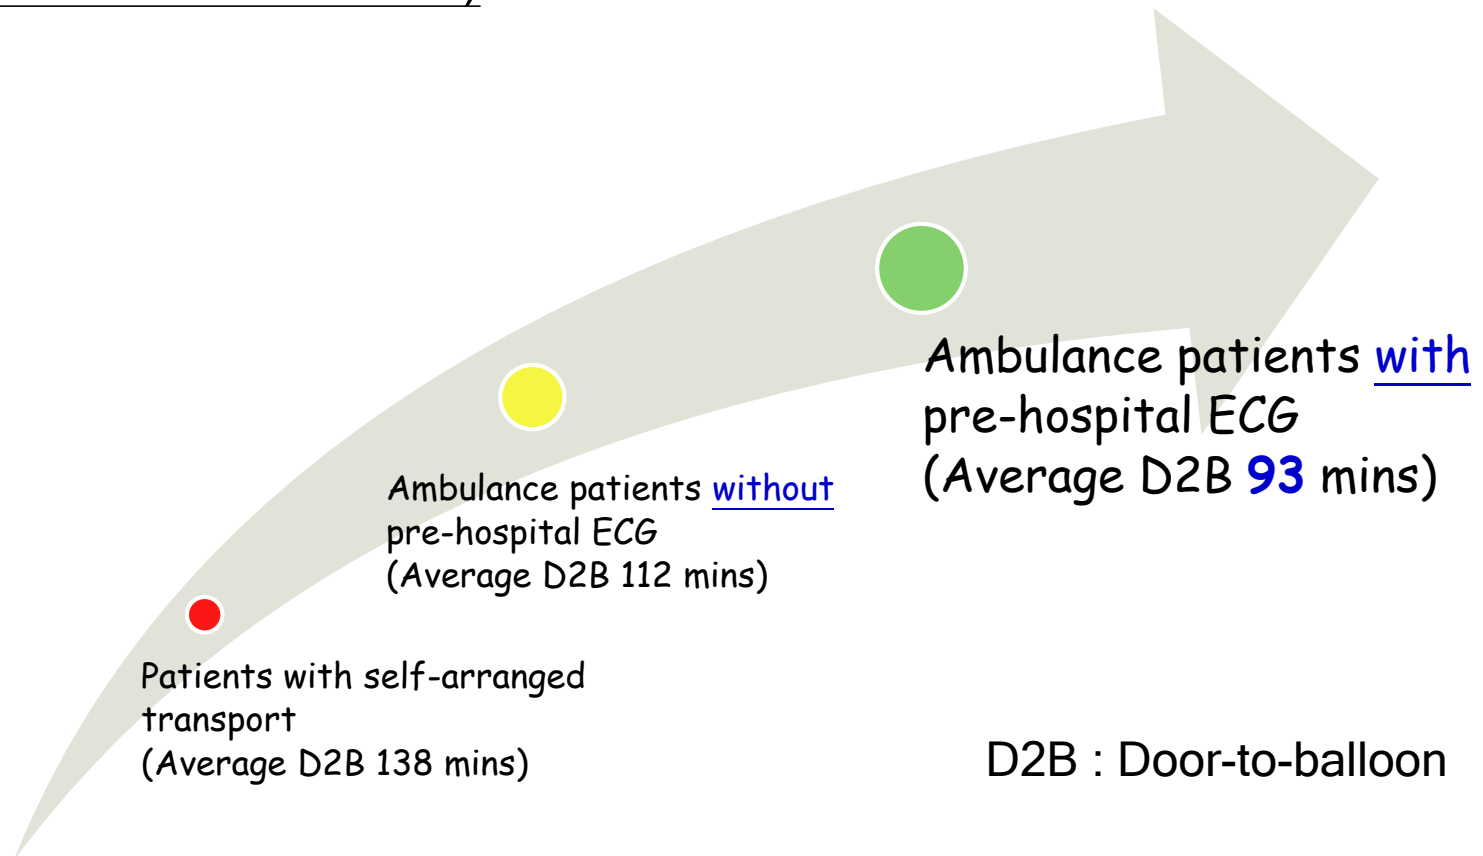 Ambulance patients with
pre-hospital ECG
(Average D2B 93 mins)
Ambulance patients without
pre-hospital ECG
(Average D2B 112 mins)
Patients with self-arranged
transport
(Average D2B 138 mins)
D2B : Door-to-balloon